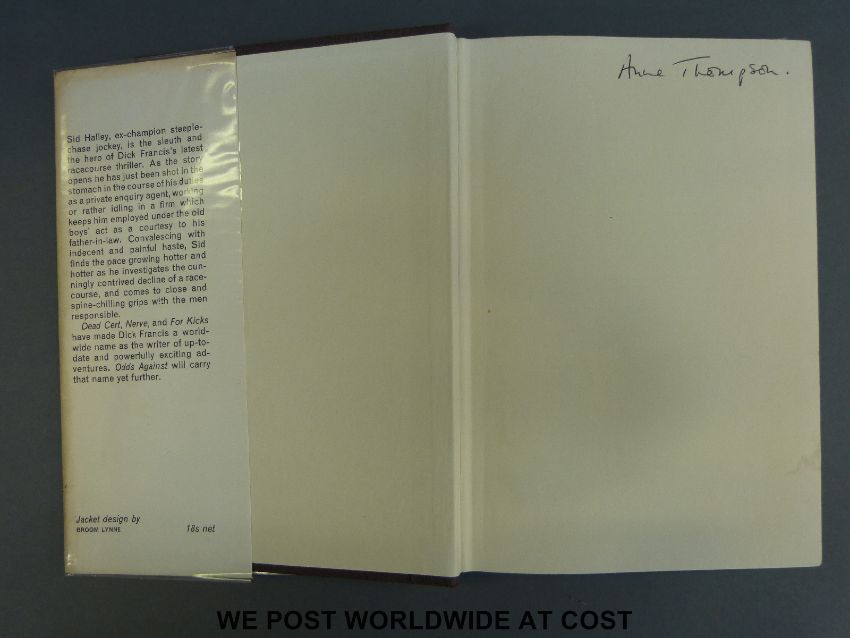 Sid Halley, ex-champion steeple-
chase jockey, is the sleuth and
the hero of Dick Francis's latest
racecourse thriller. As the story
opens he has just been shot in the
stomach in the course of his duties
as a private enquiry agent, working
or rather idling in a firm which
keeps him employed under the 'old
boys' act as a courtesy to his
father-in-law. Convalescing with
indecent and painful haste, Sid
finds the pace growing hotter and
hotter as he investigates the cun-
ningly contrived decline of a race-
course, and comes to close and
spine-chilling grips with the men
responsible.
Dead Cert, Nerve, and For Kicks
have made Dick Francis a world-
wide name as the writer of up-to-
date and powerfully exciting ad-
ventures. Odds Against will carry
that name yet further.
Jacket design by
BROOM LYNNE
18s net
Anne Thompson.
WE POST WORLDWIDE AT COST